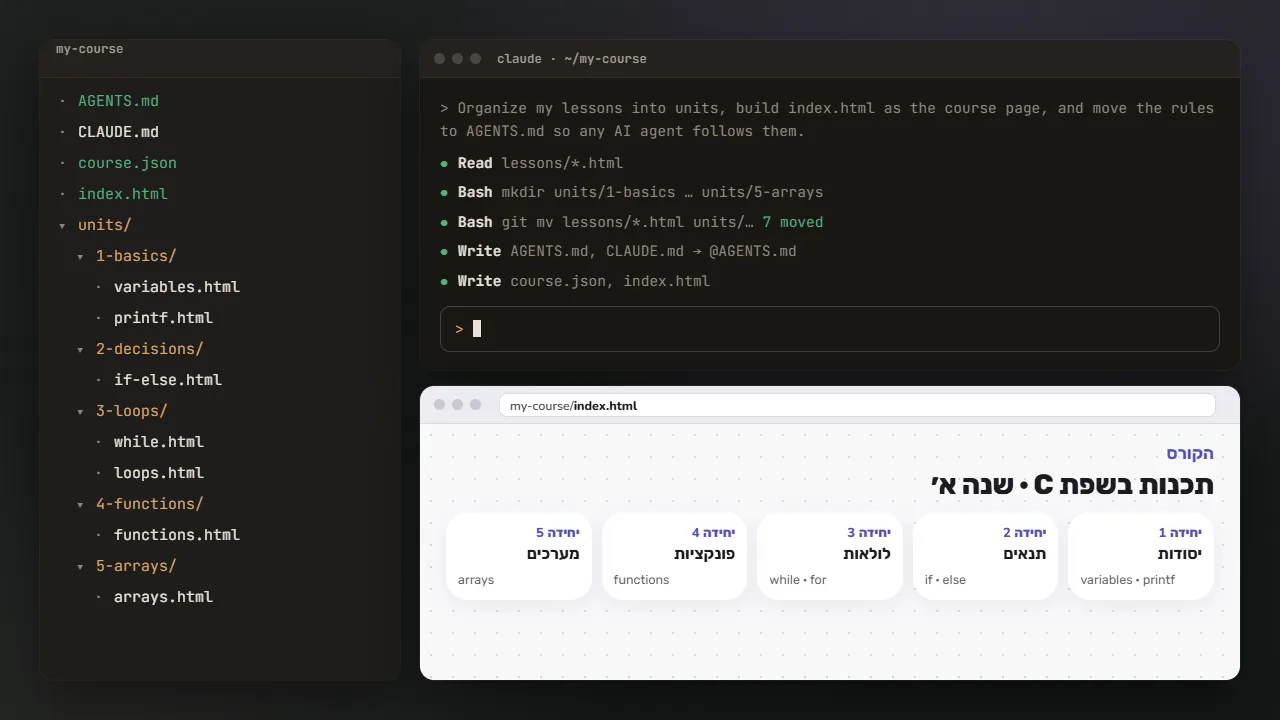 my-course
· AGENTS.md
· CLAUDE.md
· course.json
· index.html
▾ units/
▾ 1-basics/
· variables.html
· printf.html
▾ 2-decisions/
· if-else.html
▾ 3-loops/
· while.html
· loops.html
▾ 4-functions/
· functions.html
▾ 5-arrays/
· arrays.html
claude · ~/my-course
> Organize my lessons into units, build index.html as the course page, and move the rules
to AGENTS.md so any AI agent follows them.
● Read lessons/*.html
● Bash mkdir units/1-basics … units/5-arrays
● Bash git mv lessons/*.html units/… 7 moved
● Write AGENTS.md, CLAUDE.md → @AGENTS.md
● Write course.json, index.html
>
my-course/index.html
הקורס
תכנות בשפת C • שנה א׳
יחידה 1
יסודות
variables • printf
יחידה 2
תנאים
if • else
יחידה 3
לולאות
while • for
יחידה 4
פונקציות
functions
יחידה 5
מערכים
arrays